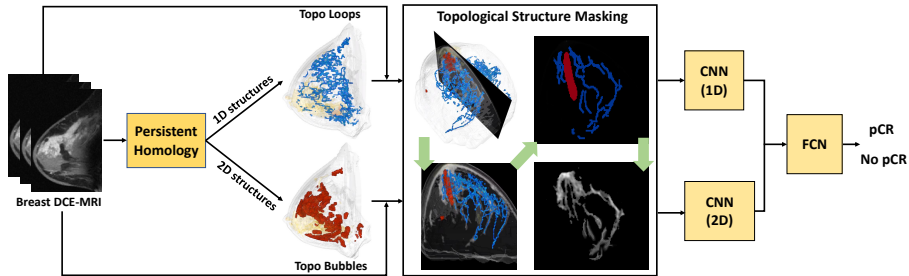 Topo Loops
Topological Structure Masking
1D structures
CNN
(1D)
Persistent
Homology
FCN
pCR
No pCR
2D structures
Breast DCE-MRI
CNN
(2D)
Topo Bubbles